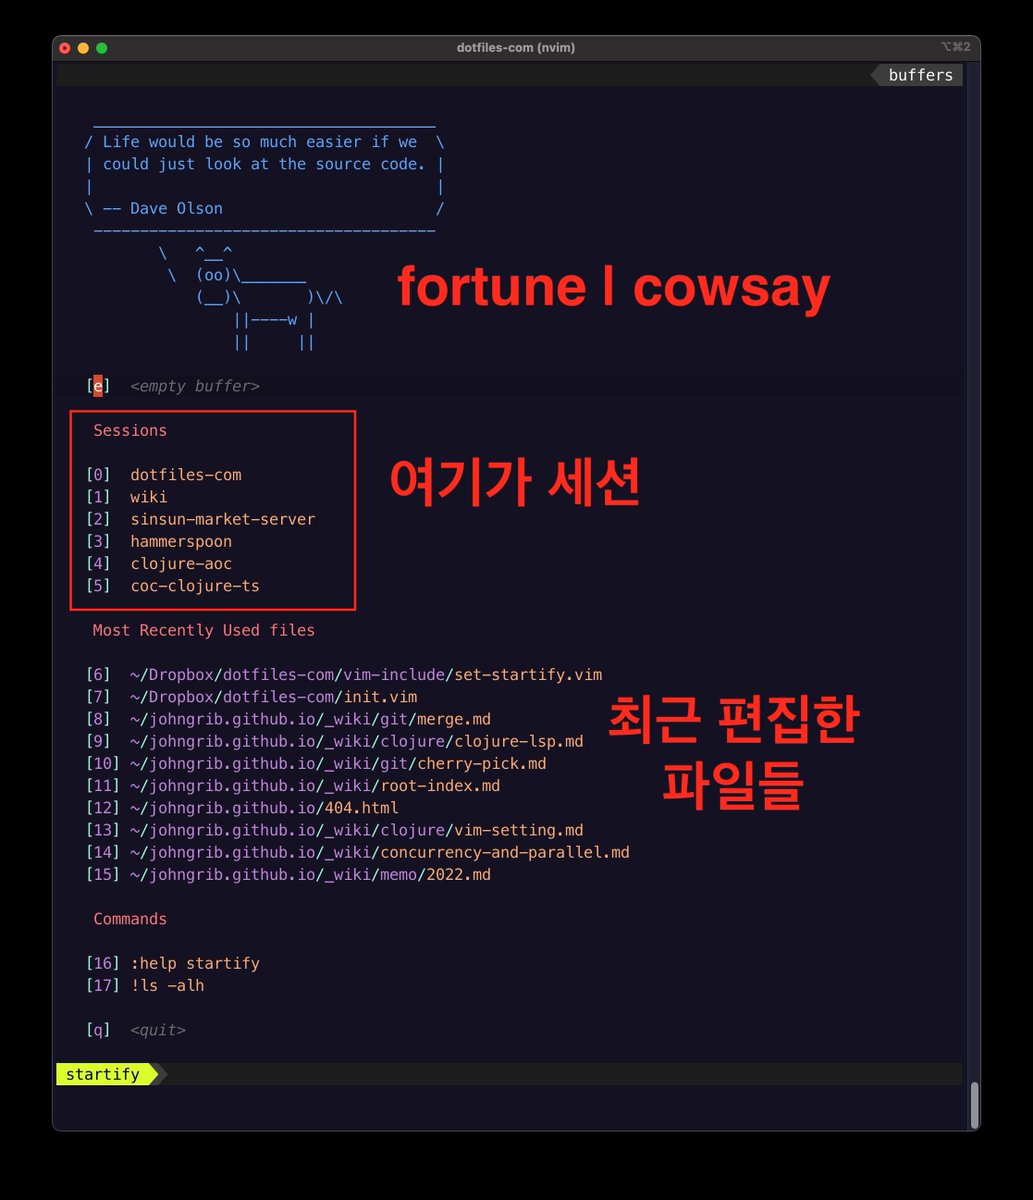 dotfiles-com (nvim)
⌥⌘2
buffers
/ Life would be so much easier if we \
| could just look at the source code. |
| |
\ -- Dave Olson /
-------------------------------------
\ ^__^
\ (oo)\_______
(__)\ )\/\
||----w |
|| ||
fortune | cowsay
[e] <empty buffer>
Sessions
여기가 세션
[0] dotfiles-com
[1] wiki
[2] sinsun-market-server
[3] hammerspoon
[4] clojure-aoc
[5] coc-clojure-ts
Most Recently Used files
[6] ~/Dropbox/dotfiles-com/vim-include/set-startify.vim
[7] ~/Dropbox/dotfiles-com/init.vim
[8] ~/johngrib.github.io/_wiki/git/merge.md
[9] ~/johngrib.github.io/_wiki/clojure/clojure-lsp.md
[10] ~/johngrib.github.io/_wiki/git/cherry-pick.md
[11] ~/johngrib.github.io/_wiki/root-index.md
[12] ~/johngrib.github.io/404.html
[13] ~/johngrib.github.io/_wiki/clojure/vim-setting.md
[14] ~/johngrib.github.io/_wiki/concurrency-and-parallel.md
[15] ~/johngrib.github.io/_wiki/memo/2022.md
최근 편집한
파일들
Commands
[16] :help startify
[17] !ls -alh
[q] <quit>
startify